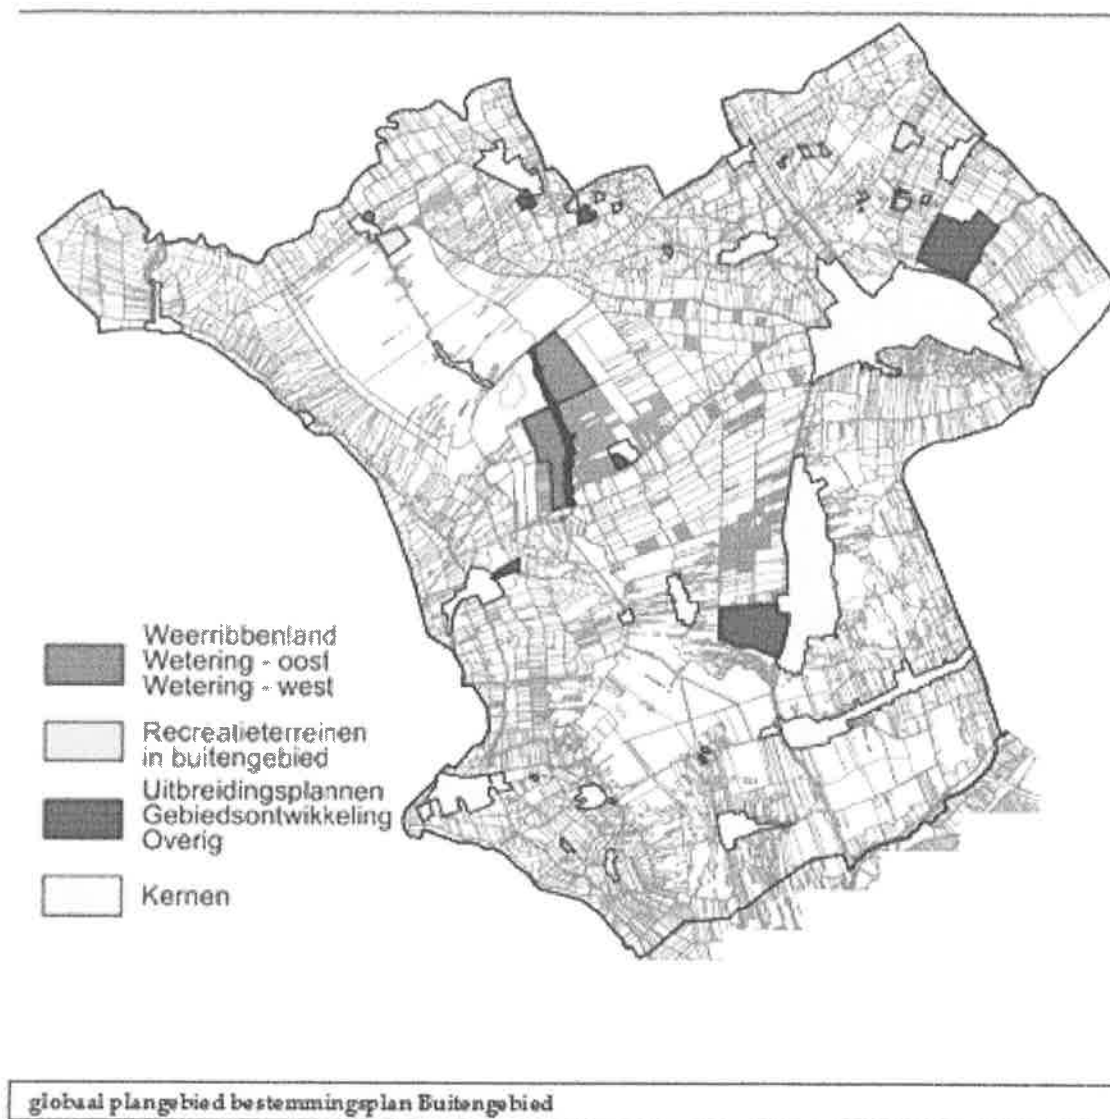 Weerribbenland
Wetering - oost
Wetering - west
Recreatieterreinen
in buitengebied
Uitbreidingsplannen
Gebiedsontwikkeling
Overig
Kernen
globaal plangebied bestemmingsplan Buitengebied